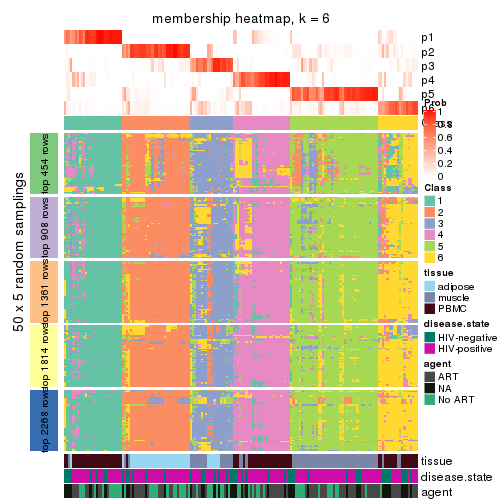 membership heatmap, k = 6
p1
p2
p3
p4
p5
Prob
1
0.8
0.6
0.4
0.2
0
Class
1
2
3
4
5
6
tissue
adipose
muscle
PBMC
disease.state
HIV-negative
HIV-positive
agent
ART
NA
No ART
50 x 5 random samplings
top 454 rows
top 908 rows
top 1361 rows
top 1814 rows
top 2268 rows
tissue
disease.state
agent